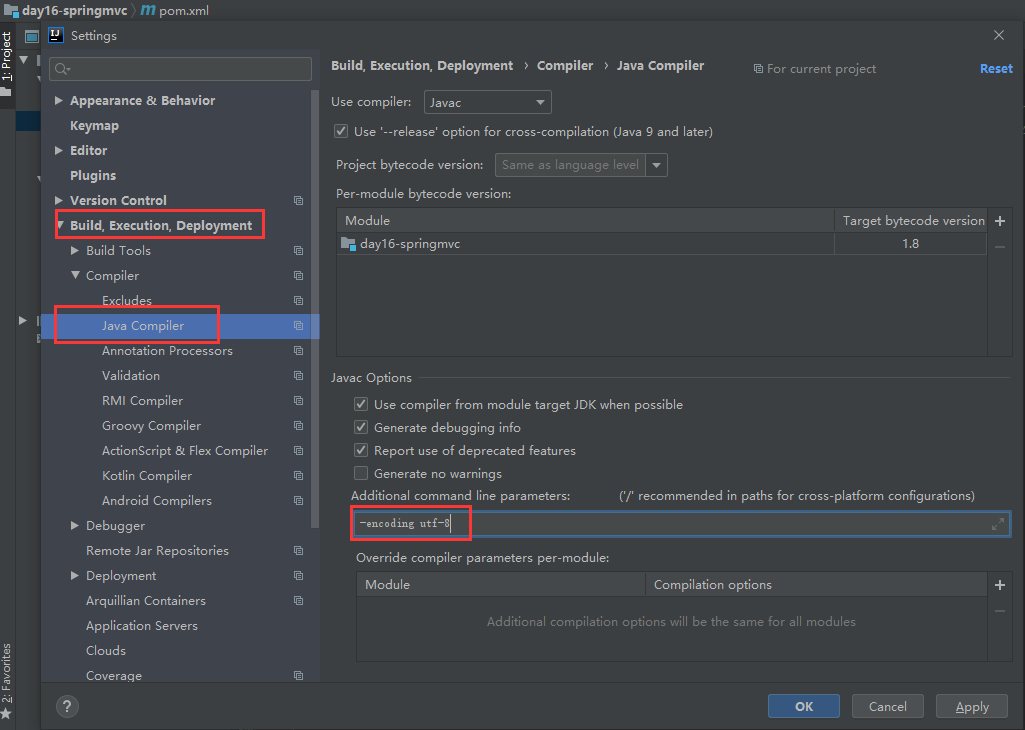 day16-springmvc pom.xml
Settings
1: Project
2: Favorites
Appearance & Behavior
Keymap
Editor
Plugins
Version Control
Build, Execution, Deployment
Build Tools
Compiler
Excludes
Java Compiler
Annotation Processors
Validation
RMI Compiler
Groovy Compiler
ActionScript & Flex Compiler
Kotlin Compiler
Android Compilers
Debugger
Remote Jar Repositories
Deployment
Arquillian Containers
Application Servers
Clouds
Coverage
Build, Execution, Deployment › Compiler › Java Compiler
For current project
Reset
Use compiler: Javac
Use '--release' option for cross-compilation (Java 9 and later)
Project bytecode version: Same as language level
Per-module bytecode version:
Module Target bytecode version
day16-springmvc 1.8
Javac Options
Use compiler from module target JDK when possible
Generate debugging info
Report use of deprecated features
Generate no warnings
Additional command line parameters: ('/' recommended in paths for cross-platform configurations)
-encoding utf-8
Override compiler parameters per-module:
Module Compilation options
Additional compilation options will be the same for all modules
? OK Cancel Apply